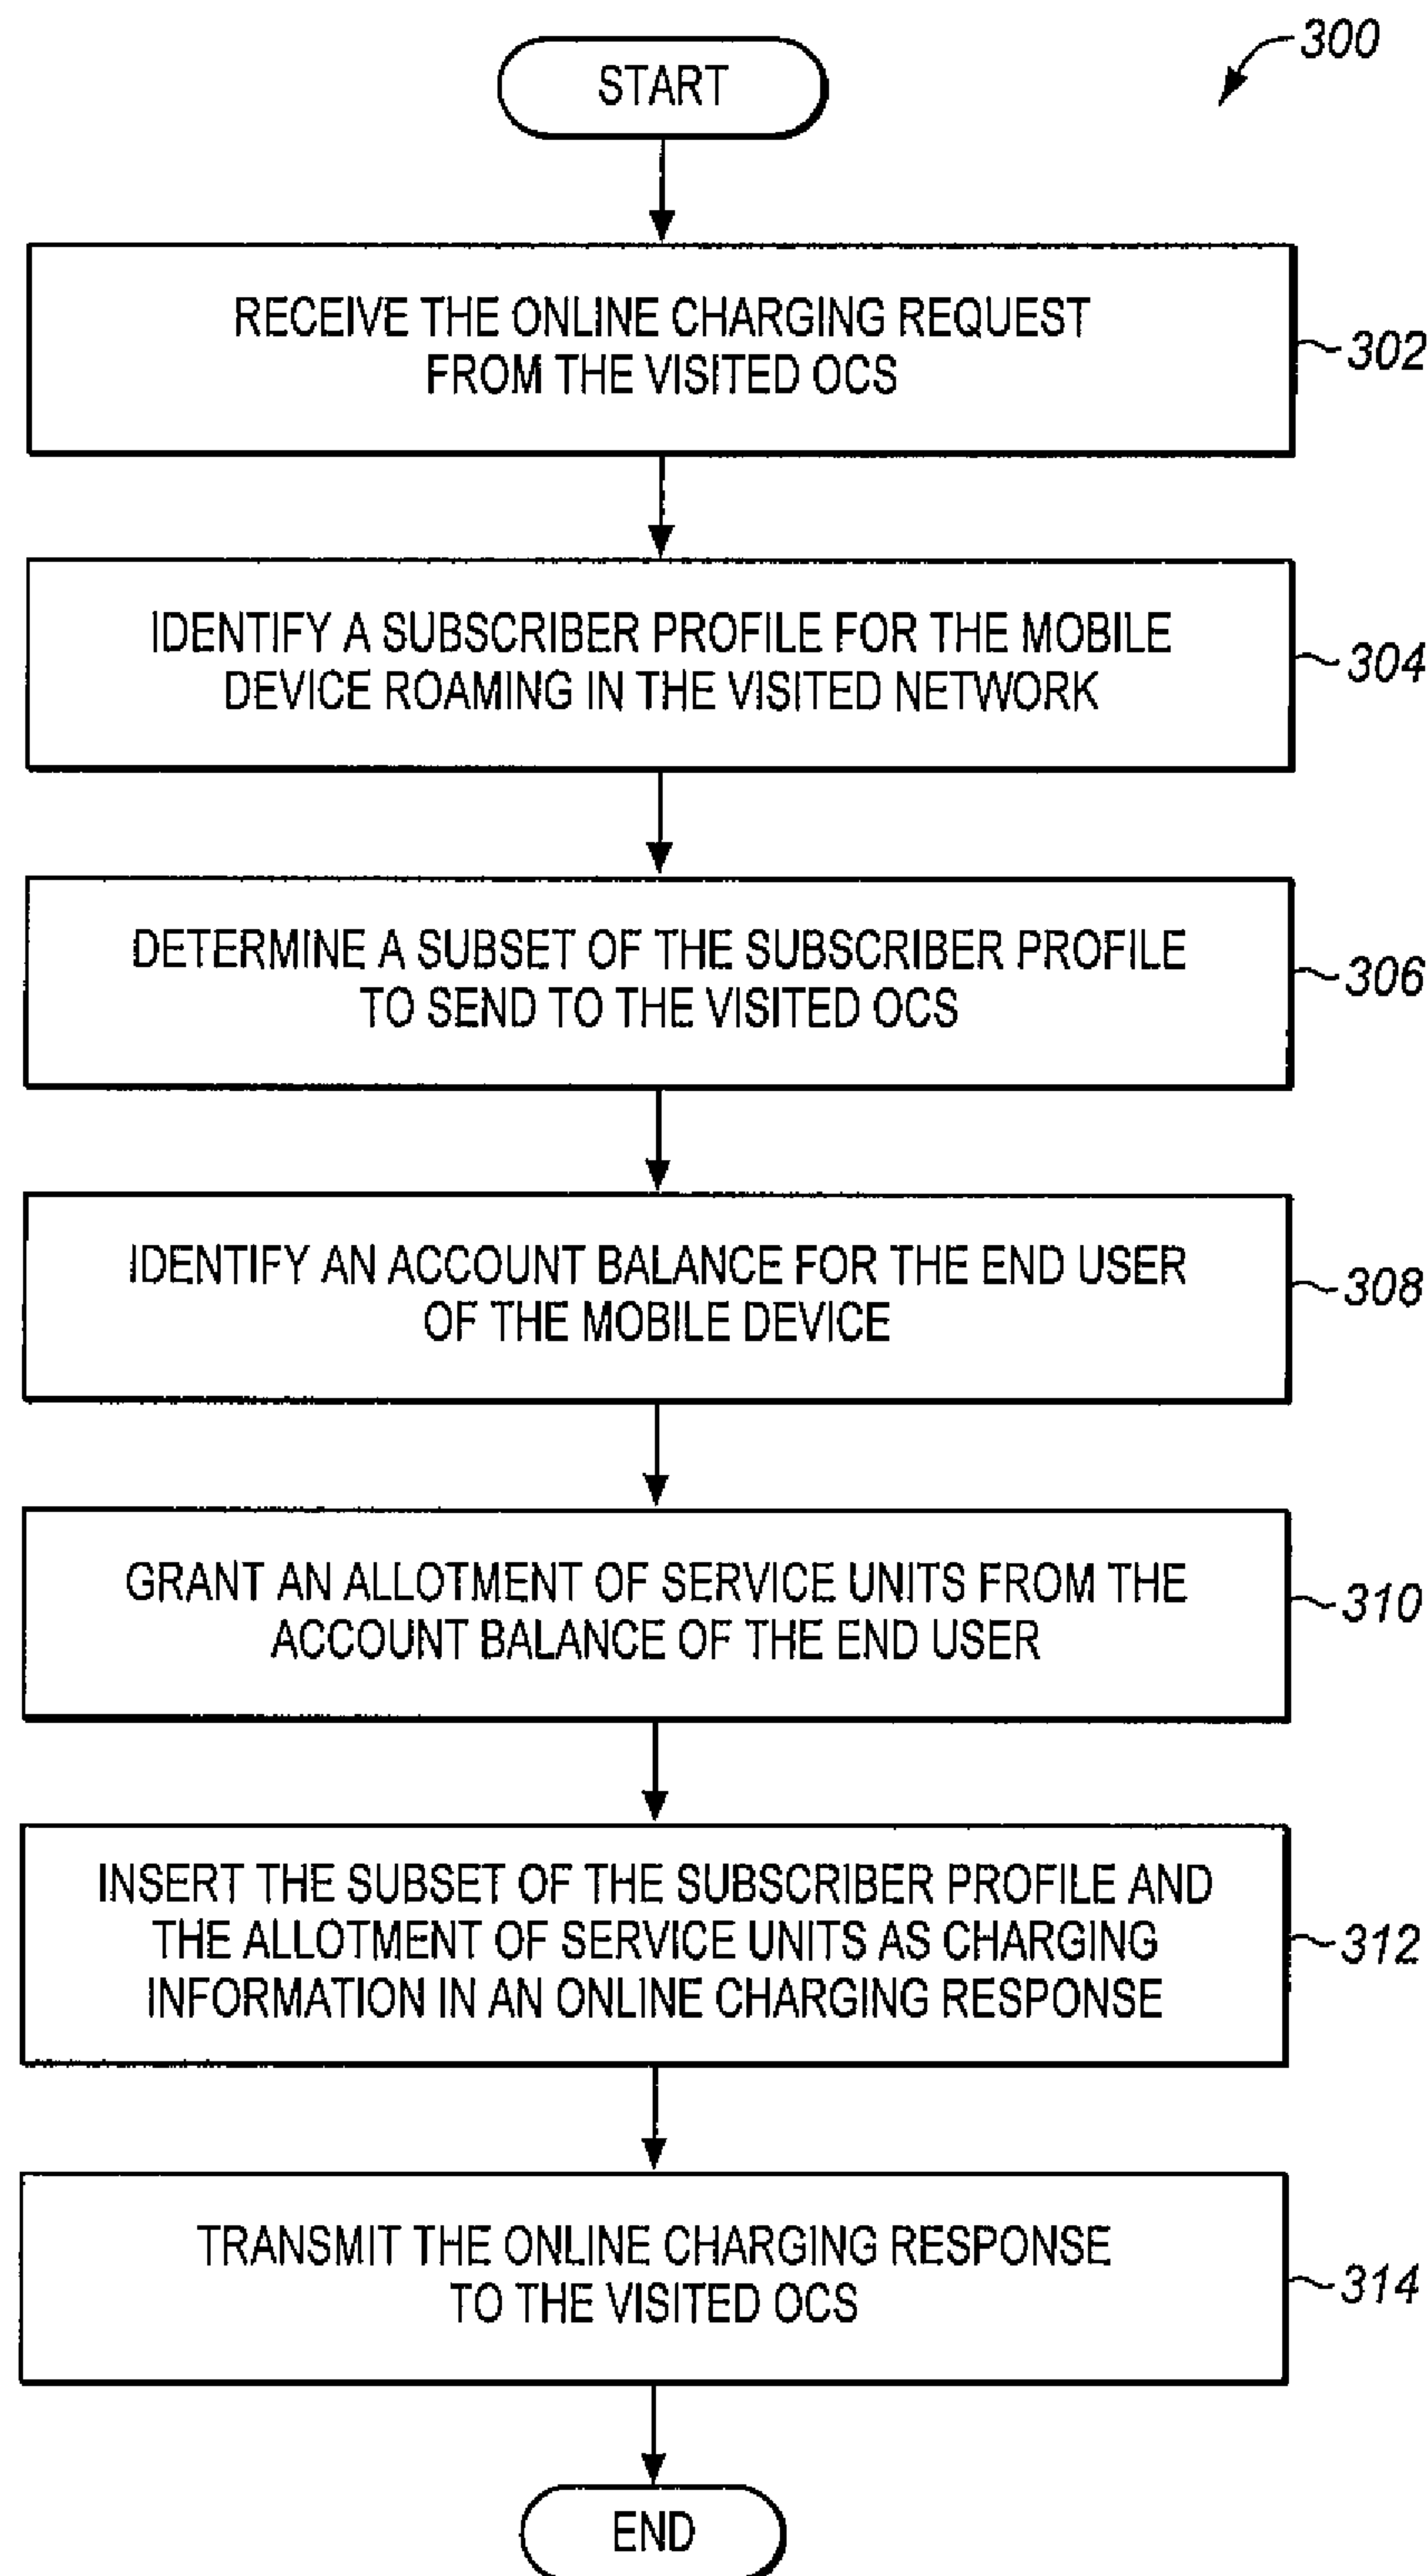 300
START
RECEIVE THE ONLINE CHARGING REQUEST
FROM THE VISITED OCS
302
IDENTIFY A SUBSCRIBER PROFILE FOR THE MOBILE
DEVICE ROAMING IN THE VISITED NETWORK
304
DETERMINE A SUBSET OF THE SUBSCRIBER PROFILE
TO SEND TO THE VISITED OCS
306
IDENTIFY AN ACCOUNT BALANCE FOR THE END USER
OF THE MOBILE DEVICE
308
GRANT AN ALLOTMENT OF SERVICE UNITS FROM THE
ACCOUNT BALANCE OF THE END USER
310
INSERT THE SUBSET OF THE SUBSCRIBER PROFILE AND
THE ALLOTMENT OF SERVICE UNITS AS CHARGING
INFORMATION IN AN ONLINE CHARGING RESPONSE
312
TRANSMIT THE ONLINE CHARGING RESPONSE
TO THE VISITED OCS
314
END